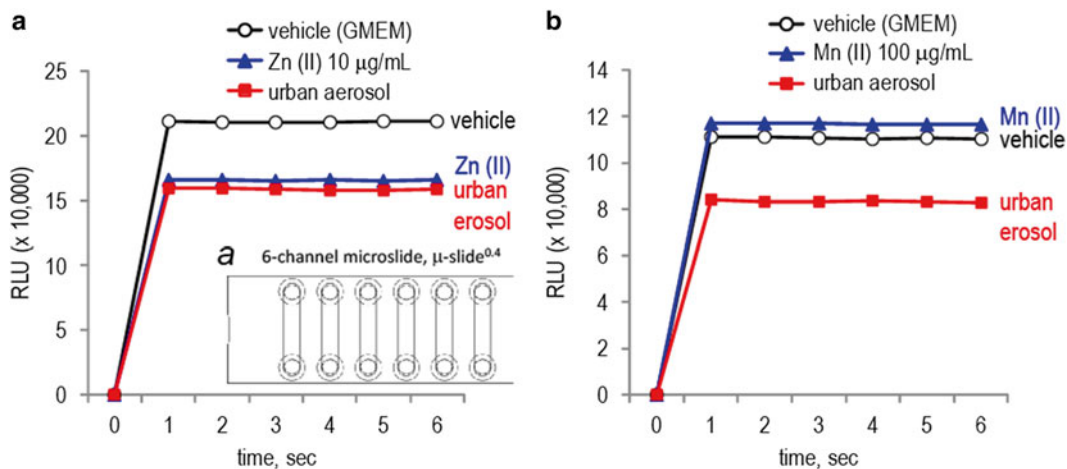 a
vehicle (GMEM)
Zn (II) 10 μg/mL
urban aerosol
25
20
15
10
5
0
RLU (x 10,000)
vehicle
Zn (II)
urban
erosol
a 6-channel microslide, μ-slide0.4
0 1 2 3 4 5 6
time, sec
b
vehicle (GMEM)
Mn (II) 100 μg/mL
urban aerosol
14
12
10
8
6
4
2
0
RLU (x 10,000)
Mn (II)
vehicle
urban
erosol
0 1 2 3 4 5 6
time, sec